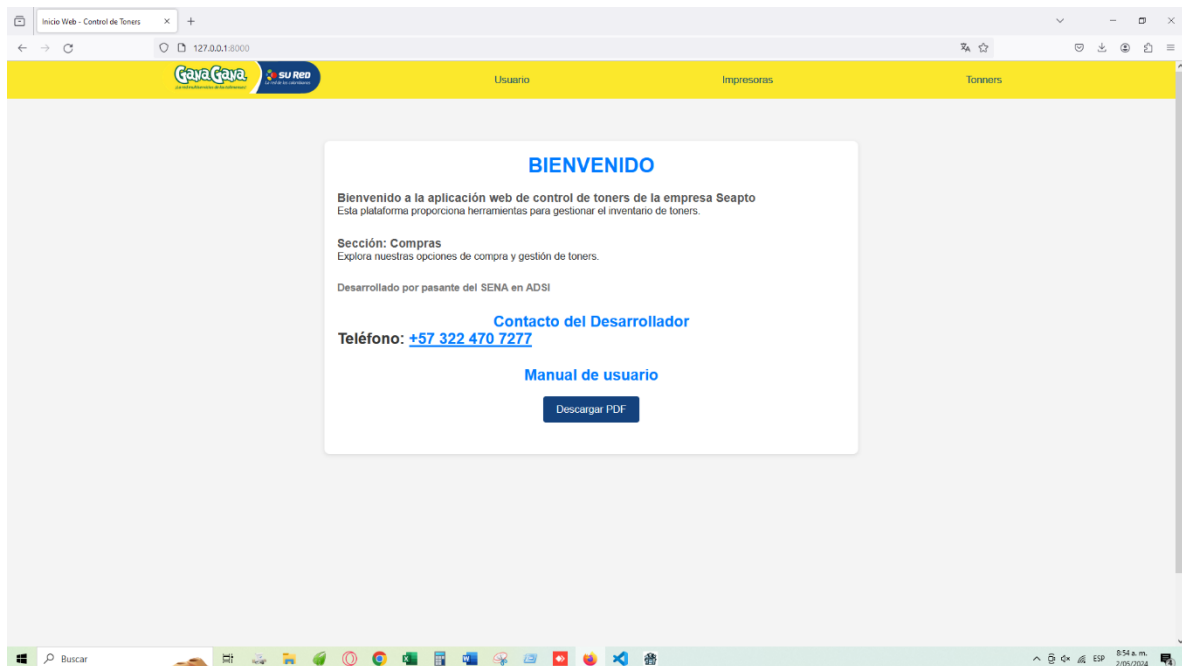 Inicio Web - Control de Toners
127.0.0.1:8000
GanaGana SU RED
Usuario
Impresoras
Tonners
BIENVENIDO
Bienvenido a la aplicación web de control de toners de la empresa Seapto
Esta plataforma proporciona herramientas para gestionar el inventario de toners.
Sección: Compras
Explora nuestras opciones de compra y gestión de toners.
Desarrollado por pasante del SENA en ADSI
Contacto del Desarrollador
Teléfono: +57 322 470 7277
Manual de usuario
Descargar PDF
Buscar
ESP
8:54 a. m.
2/05/2024